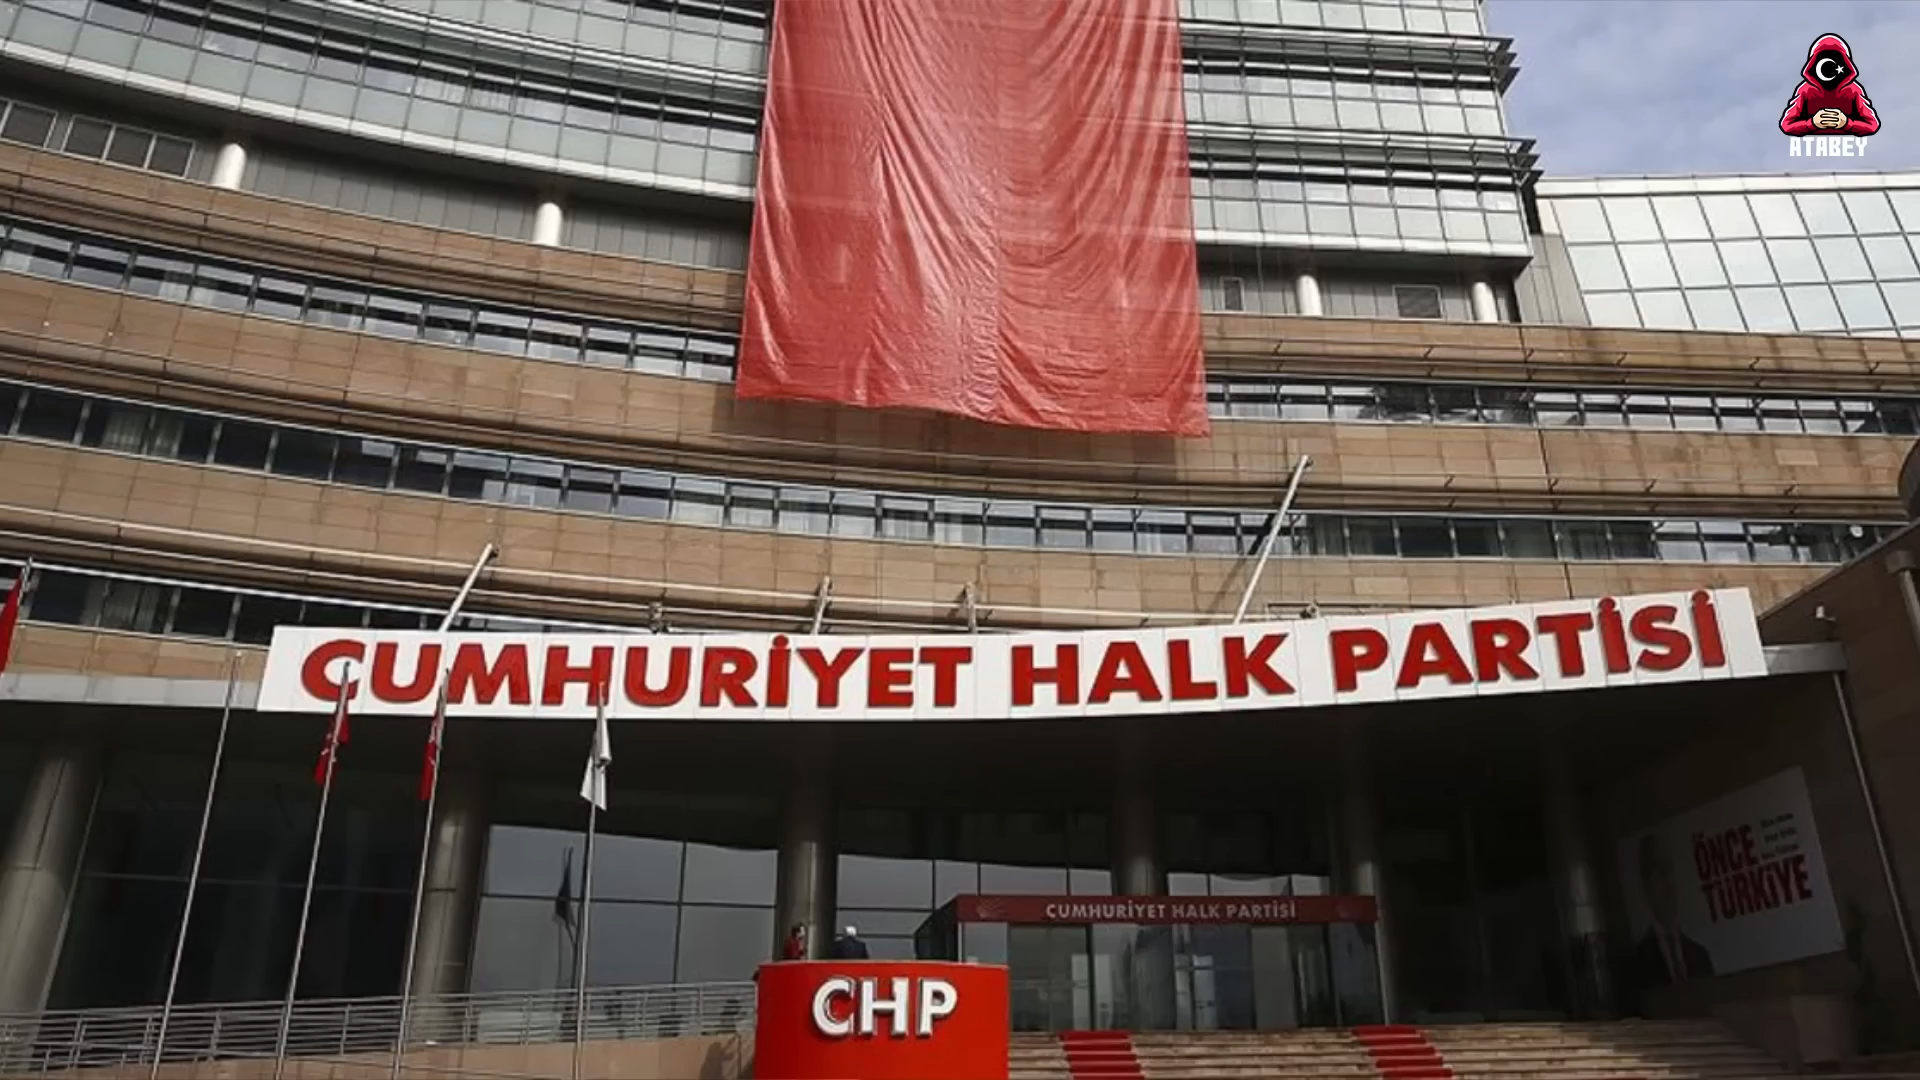 ATABEY
CUMHURİYET HALK PARTİSİ
ÖNCE
TÜRKİYE
CUMHURİYET HALK PARTİSİ
CHP